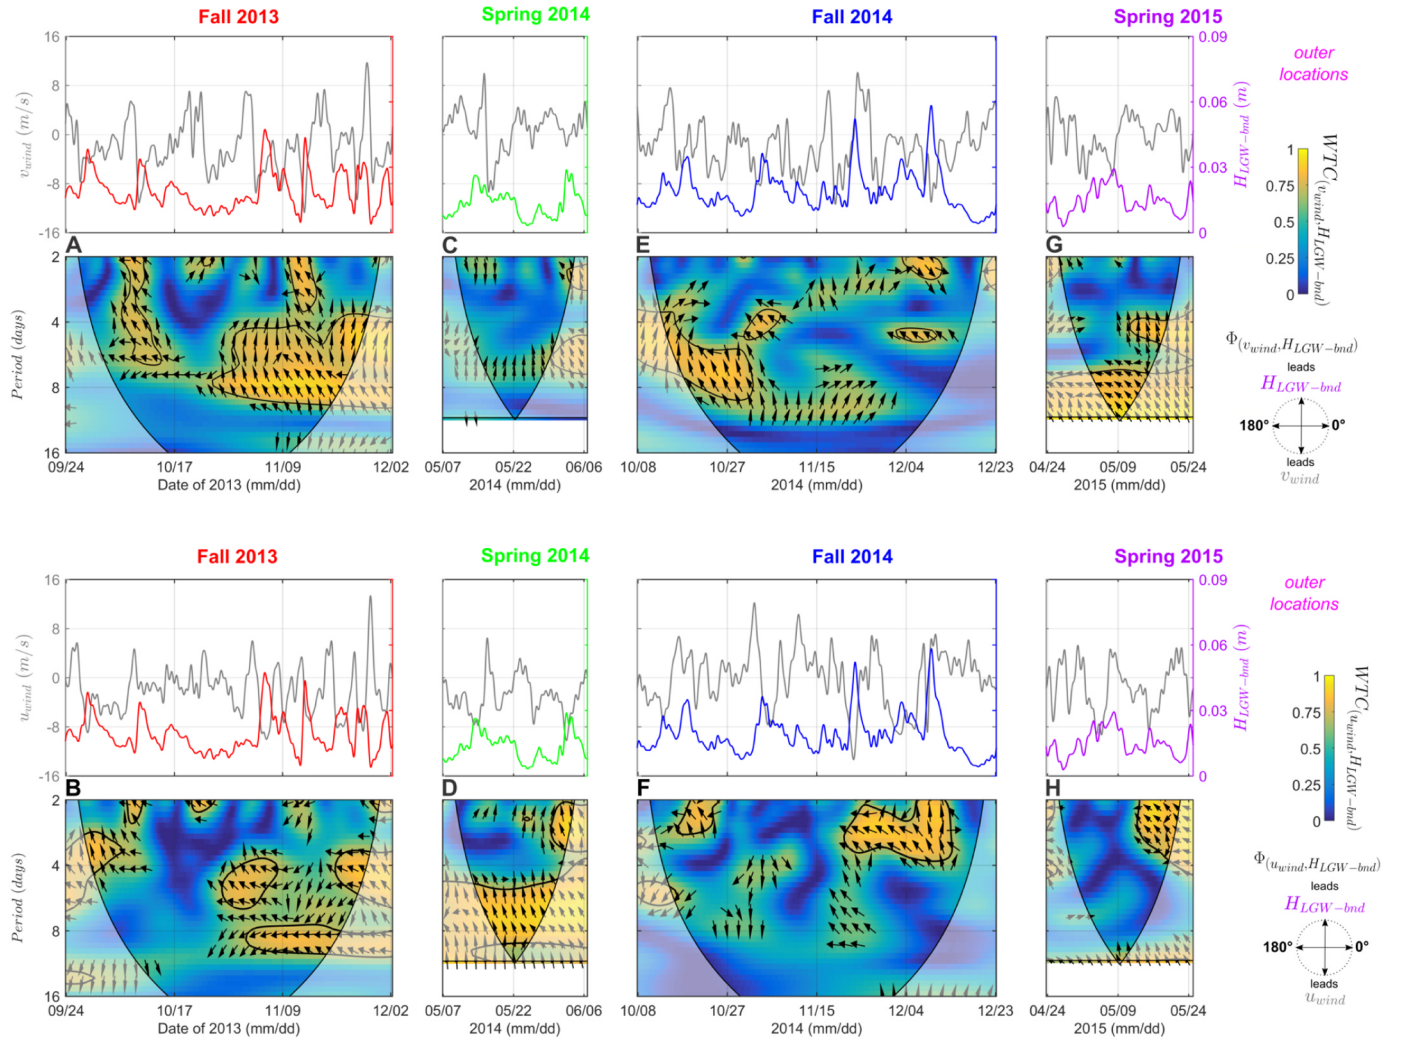 Fall 2013 Spring 2014 Fall 2014 Spring 2015
16 8 0 -8 -16
v_wind (m/s)
0.09 0.06 0.03 0
H_LGW-bnd (m)
outer
locations
A C E G
2 4 8 16
Period (days)
09/24 10/17 11/09 12/02
Date of 2013 (mm/dd)
05/07 05/22 06/06
2014 (mm/dd)
10/08 10/27 11/15 12/04 12/23
2014 (mm/dd)
04/24 05/09 05/24
2015 (mm/dd)
1 0.75 0.5 0.25 0
WTC_(v_wind,H_LGW-bnd)
Φ_(v_wind,H_LGW-bnd)
leads
H_LGW-bnd
180° 0°
leads
v_wind
Fall 2013 Spring 2014 Fall 2014 Spring 2015
16 8 0 -8 -16
u_wind (m/s)
0.09 0.06 0.03 0
H_LGW-bnd (m)
outer
locations
B D F H
2 4 8 16
Period (days)
09/24 10/17 11/09 12/02
Date of 2013 (mm/dd)
05/07 05/22 06/06
2014 (mm/dd)
10/08 10/27 11/15 12/04 12/23
2014 (mm/dd)
04/24 05/09 05/24
2015 (mm/dd)
1 0.75 0.5 0.25 0
WTC_(u_wind,H_LGW-bnd)
Φ_(u_wind,H_LGW-bnd)
leads
H_LGW-bnd
180° 0°
leads
u_wind